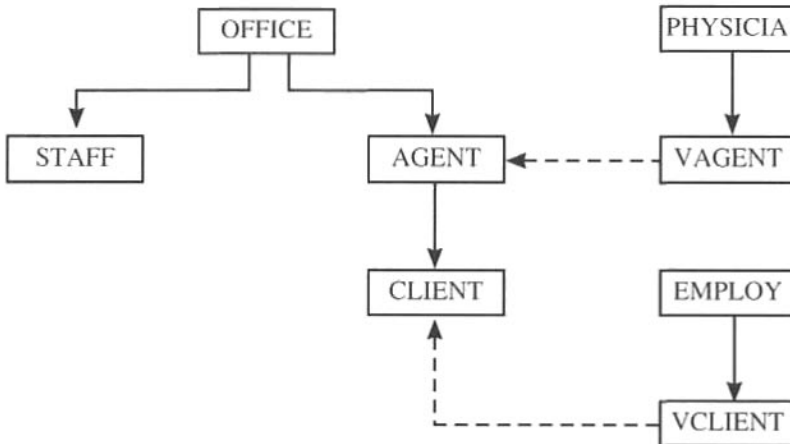 OFFICE
PHYSICIA
STAFF
AGENT
VAGENT
CLIENT
EMPLOY
VCLIENT